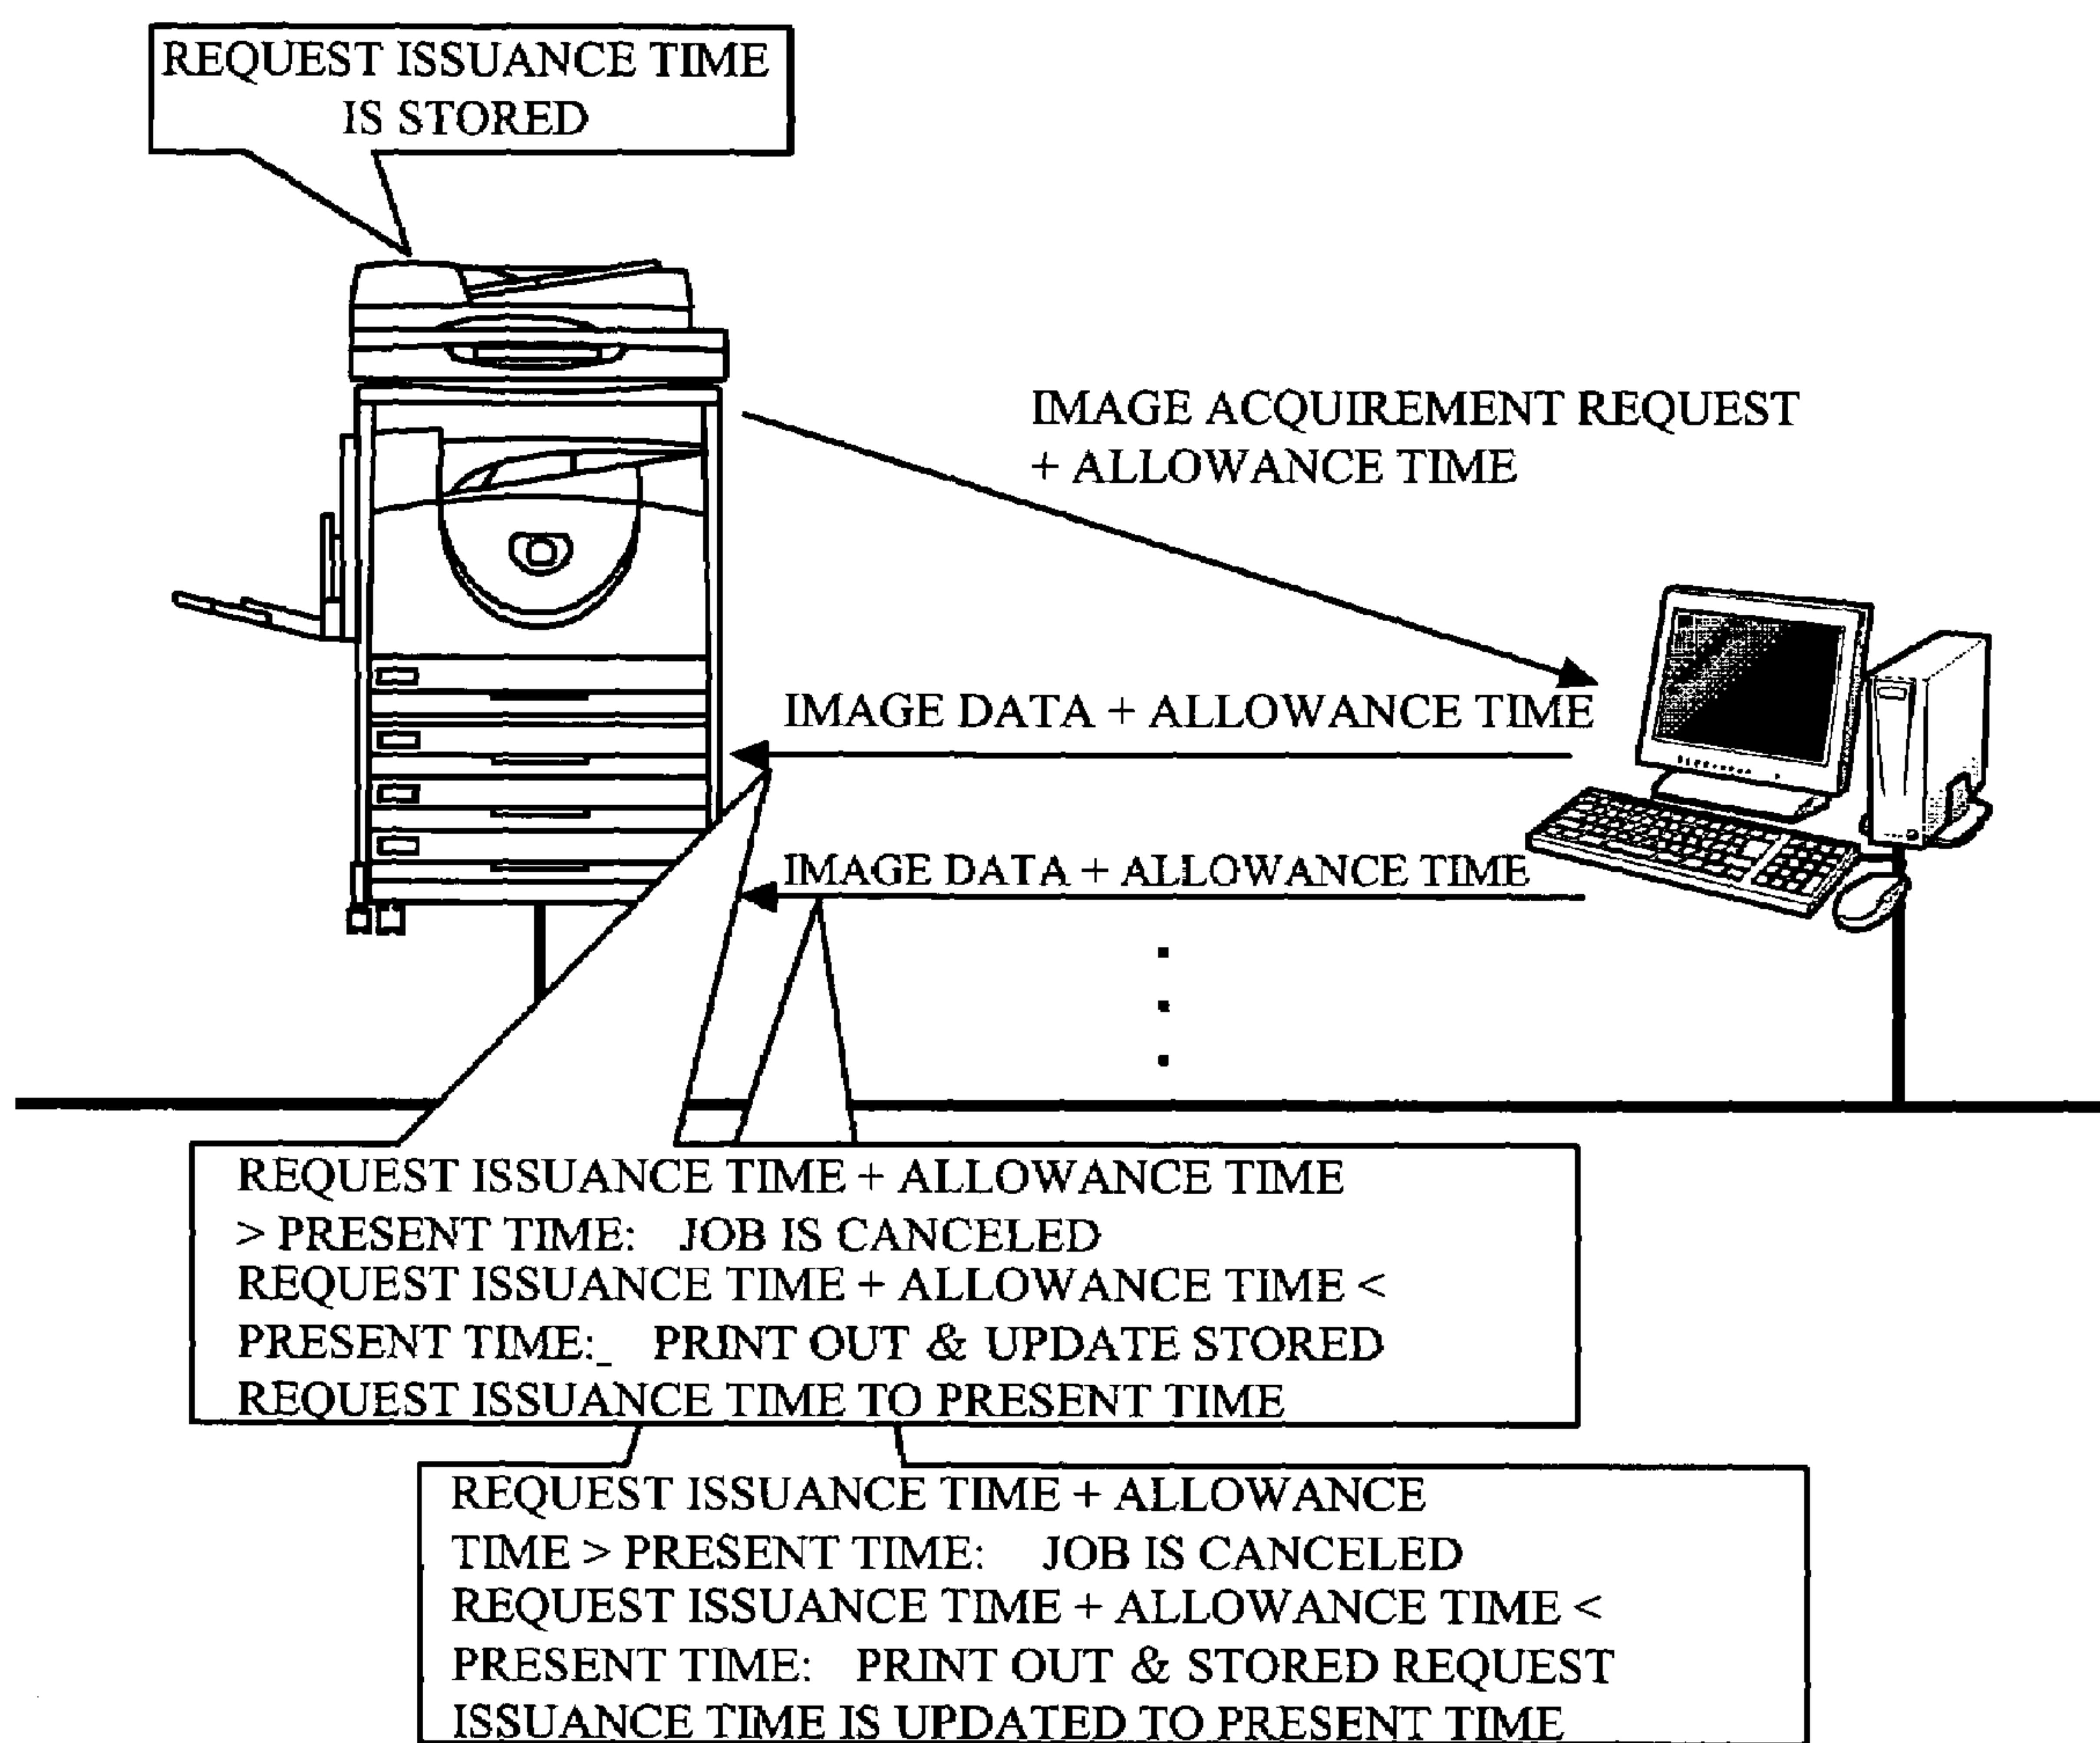 REQUEST ISSUANCE TIME
IS STORED
IMAGE ACQUIREMENT REQUEST
+ ALLOWANCE TIME
IMAGE DATA + ALLOWANCE TIME
IMAGE DATA + ALLOWANCE TIME
REQUEST ISSUANCE TIME + ALLOWANCE TIME
> PRESENT TIME: JOB IS CANCELED
REQUEST ISSUANCE TIME + ALLOWANCE TIME <
PRESENT TIME:_ PRINT OUT & UPDATE STORED
REQUEST ISSUANCE TIME TO PRESENT TIME
REQUEST ISSUANCE TIME + ALLOWANCE
TIME > PRESENT TIME: JOB IS CANCELED
REQUEST ISSUANCE TIME + ALLOWANCE TIME <
PRESENT TIME: PRINT OUT & STORED REQUEST
ISSUANCE TIME IS UPDATED TO PRESENT TIME